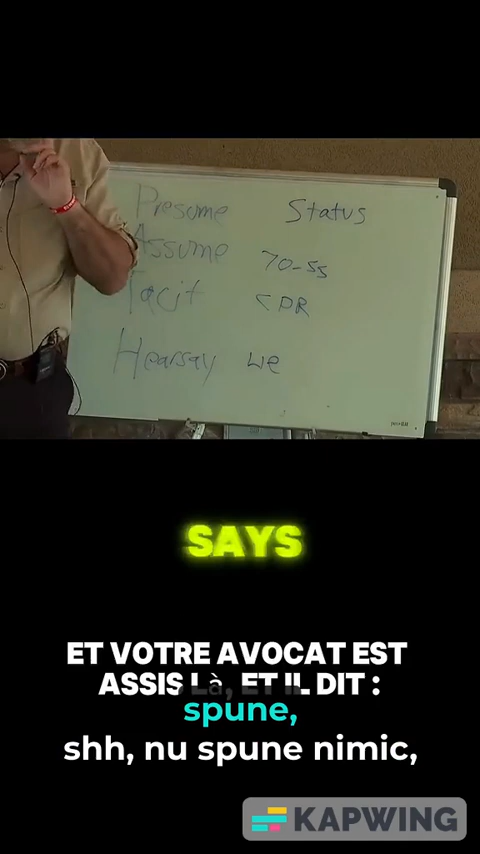 Presume Status
Assume 70-55
Tacit < PR
Hearsay we
SAYS
ET VOTRE AVOCAT EST
ASSIS Là, ET IL DIT :
spune,
shh, nu spune nimic,
KAPWING